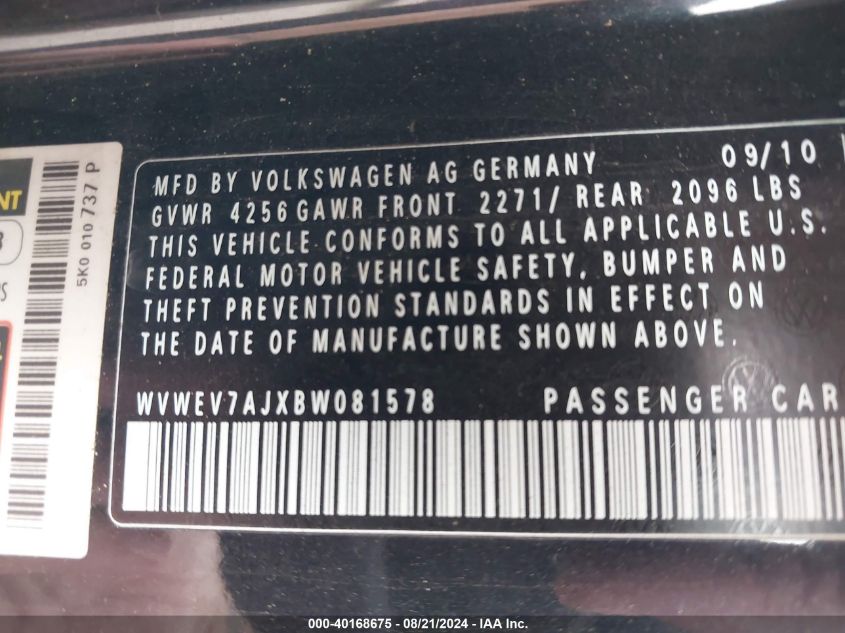 MFD BY VOLKSWAGEN AG GERMANY 09/10
GVWR 4256 GAWR FRONT 2271/ REAR 2096 LBS
THIS VEHICLE CONFORMS TO ALL APPLICABLE U.S.
FEDERAL MOTOR VEHICLE SAFETY, BUMPER AND
THEFT PREVENTION STANDARDS IN EFFECT ON
THE DATE OF MANUFACTURE SHOWN ABOVE.
WVWEV7AJXBW081578 PASSENGER CAR
5K0 010 737 P
000-40168675 - 08/21/2024 - IAAI Inc.